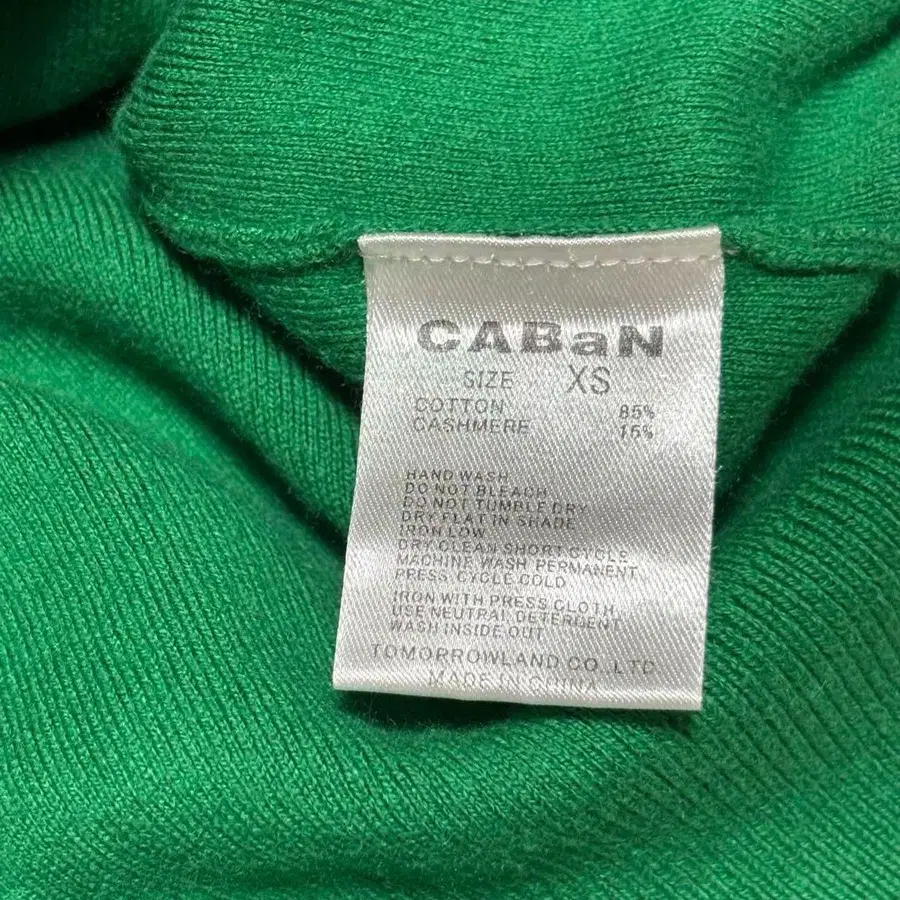 CABaN
SIZE XS
COTTON 85%
CASHMERE 15%
HAND WASH
DO NOT BLEACH
DO NOT TUMBLE DRY
DRY FLAT IN SHADE
IRON LOW
DRY CLEAN SHORT CYCLE
MACHINE WASH PERMANENT
PRESS CYCLE COLD
IRON WITH PRESS CLOTH
USE NEUTRAL DETERGENT
WASH INSIDE OUT
TOMORROWLAND CO.,LTD
MADE IN CHINA